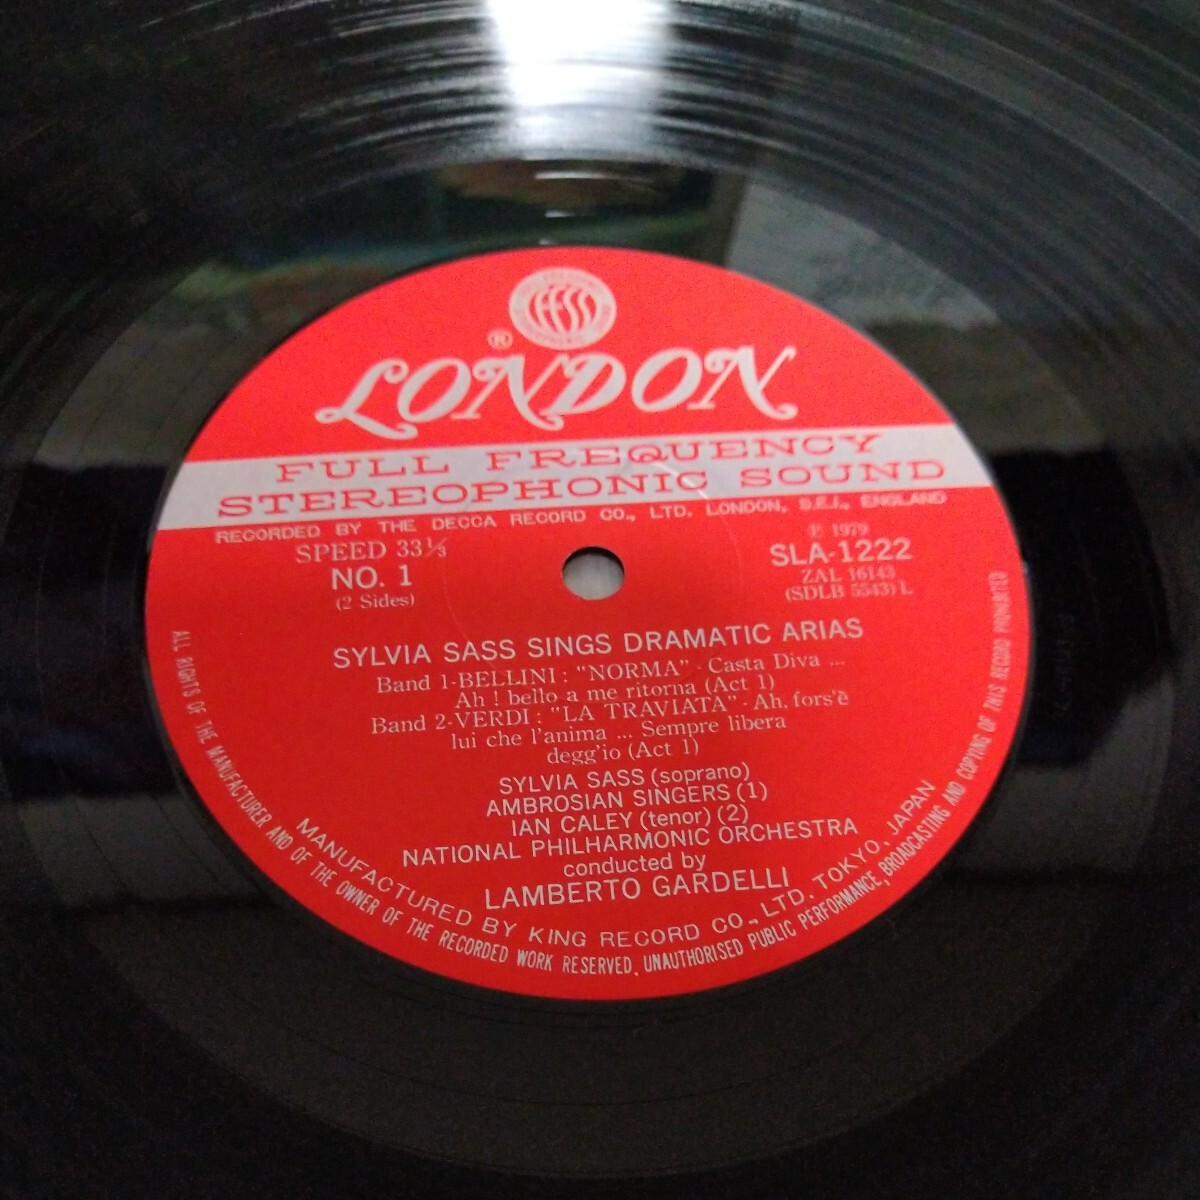 FFSS
®
LONDON
FULL FREQUENCY
STEREOPHONIC SOUND
RECORDED BY THE DECCA RECORD CO., LTD. LONDON, S.E.I., ENGLAND
SPEED 33⅓
NO. 1
(2 Sides)
℗ 1979
SLA-1222
ZAL 16143
(SDLB 5543) L
SYLVIA SASS SINGS DRAMATIC ARIAS
Band 1-BELLINI : "NORMA" - Casta Diva ...
Ah ! bello a me ritorna (Act 1)
Band 2-VERDI : "LA TRAVIATA" - Ah, fors'è
lui che l'anima ... Sempre libera
degg'io (Act 1)
SYLVIA SASS (soprano)
AMBROSIAN SINGERS (1)
IAN CALEY (tenor) (2)
NATIONAL PHILHARMONIC ORCHESTRA
conducted by
LAMBERTO GARDELLI
MANUFACTURED BY KING RECORD CO., LTD. TOKYO, JAPAN
ALL RIGHTS OF THE MANUFACTURER AND OF THE OWNER OF THE RECORDED WORK RESERVED, UNAUTHORISED PUBLIC PERFORMANCE, BROADCASTING AND COPYING OF THIS RECORD PROHIBITED